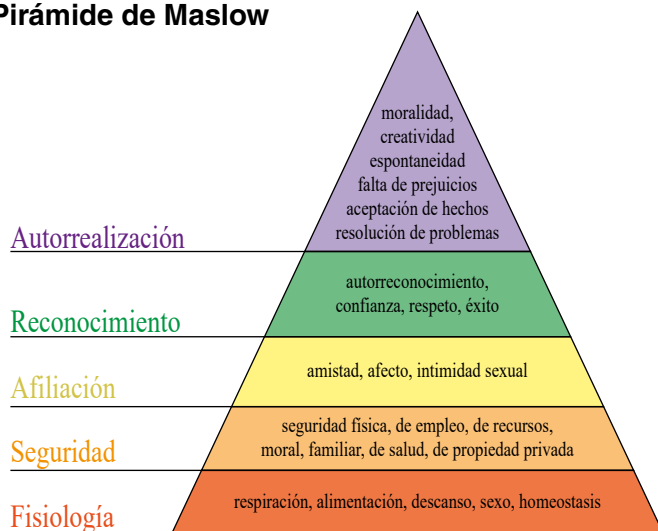 Pirámide de Maslow
moralidad,
creatividad
espontaneidad
falta de prejuicios
aceptación de hechos
resolución de problemas
Autorrealización
autorreconocimiento,
confianza, respeto, éxito
Reconocimiento
amistad, afecto, intimidad sexual
Afiliación
seguridad física, de empleo, de recursos,
moral, familiar, de salud, de propiedad privada
Seguridad
respiración, alimentación, descanso, sexo, homeostasis
Fisiología